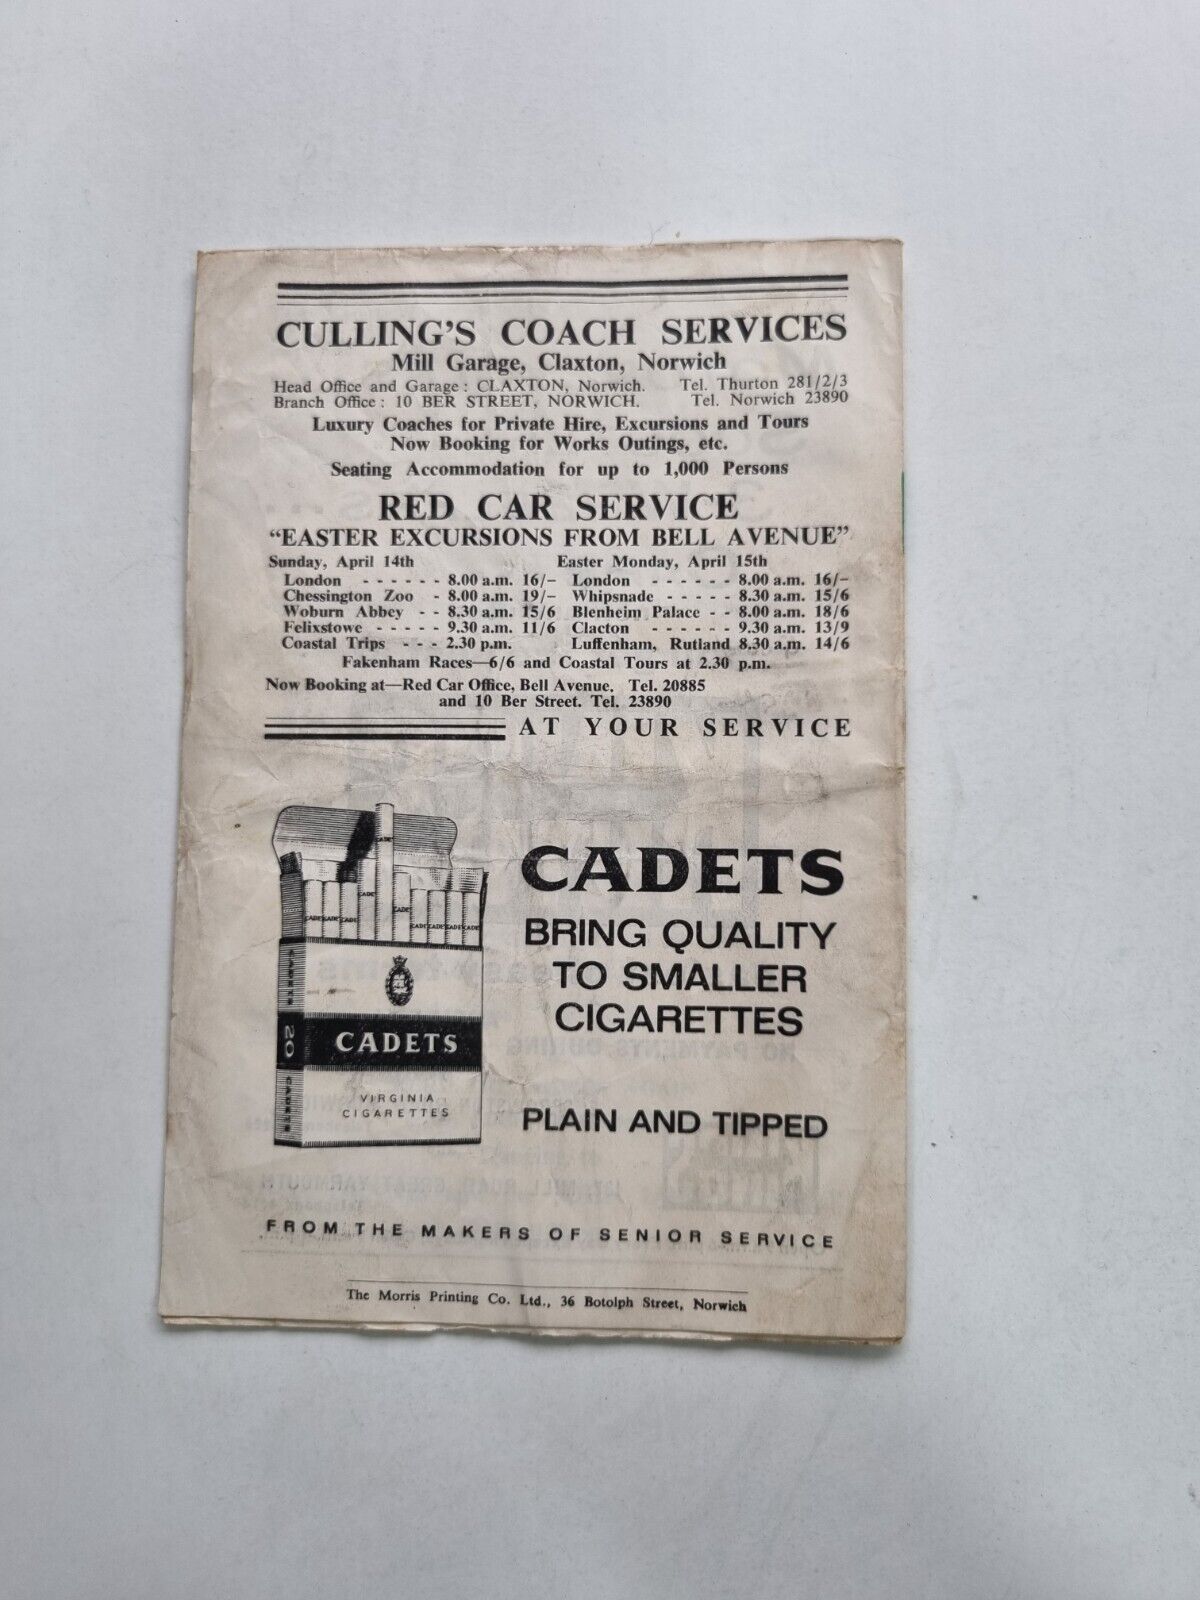 CULLING'S COACH SERVICES
Mill Garage, Claxton, Norwich
Head Office and Garage: CLAXTON, Norwich. Tel. Thurton 281/2/3
Branch Office: 10 BER STREET, NORWICH. Tel. Norwich 23890
Luxury Coaches for Private Hire, Excursions and Tours
Now Booking for Works Outings, etc.
Seating Accommodation for up to 1,000 Persons
RED CAR SERVICE
"EASTER EXCURSIONS FROM BELL AVENUE"
Sunday, April 14th Easter Monday, April 15th
London - - - - - - 8.00 a.m. 16/- London - - - - - - 8.00 a.m. 16/-
Chessington Zoo - 8.00 a.m. 19/- Whipsnade - - - - - 8.30 a.m. 15/6
Woburn Abbey - - 8.30 a.m. 15/6 Blenheim Palace - - 8.00 a.m. 18/6
Felixstowe - - - - - 9.30 a.m. 11/6 Clacton - - - - - - 9.30 a.m. 13/9
Coastal Trips - - - 2.30 p.m. Luffenham, Rutland 8.30 a.m. 14/6
Fakenham Races—6/6 and Coastal Tours at 2.30 p.m.
Now Booking at—Red Car Office, Bell Avenue. Tel. 20885
and 10 Ber Street. Tel. 23890
AT YOUR SERVICE
CADETS
BRING QUALITY
TO SMALLER
CIGARETTES
PLAIN AND TIPPED
CADETS
20
CADETS
CADETS
VIRGINIA
CIGARETTES
FROM THE MAKERS OF SENIOR SERVICE
The Morris Printing Co. Ltd., 36 Botolph Street, Norwich